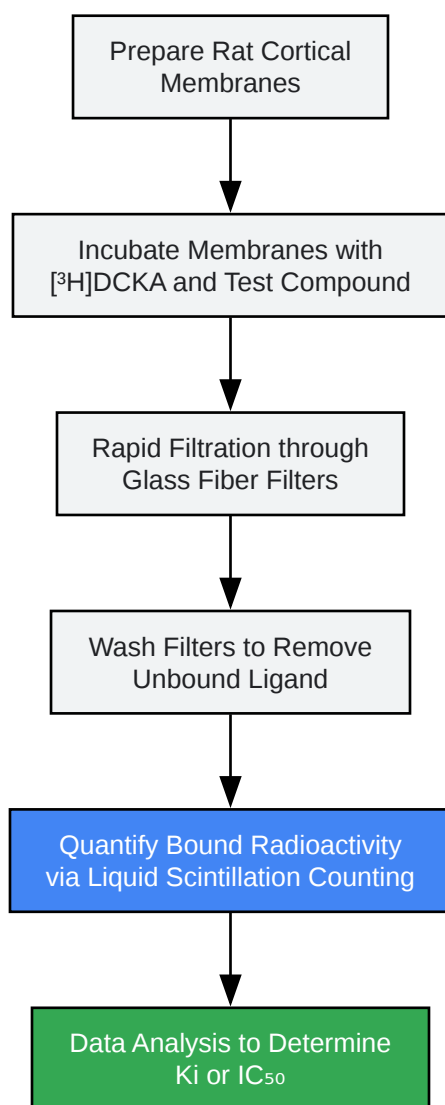 Prepare Rat Cortical
Membranes
Incubate Membranes with
[³H]DCKA and Test Compound
Rapid Filtration through
Glass Fiber Filters
Wash Filters to Remove
Unbound Ligand
Quantify Bound Radioactivity
via Liquid Scintillation Counting
Data Analysis to Determine
Ki or IC₅₀